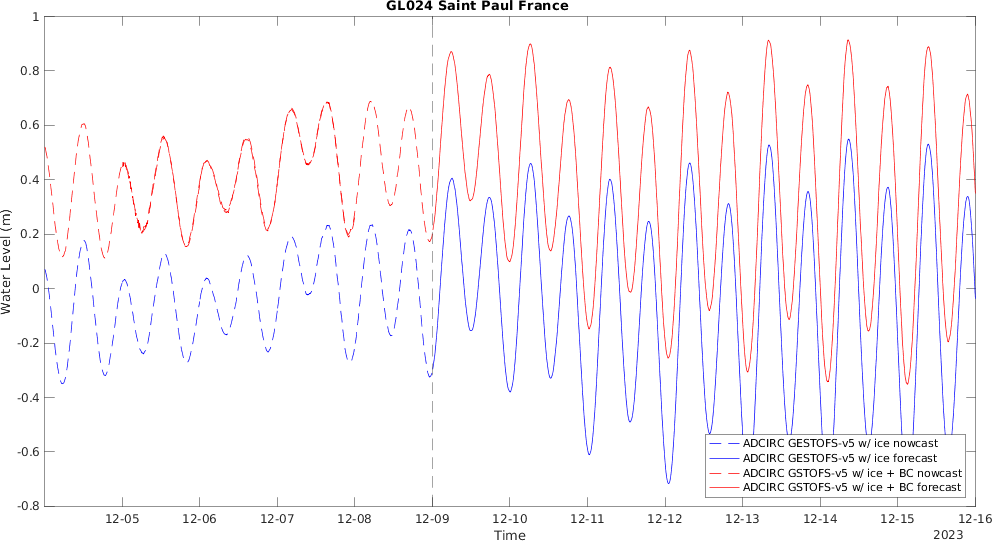 GL024 Saint Paul France
1
0.8
0.6
0.4
0.2
0
-0.2
-0.4
-0.6
-0.8
Water Level (m)
ADCIRC GESTOFS-v5 w/ ice nowcast
ADCIRC GESTOFS-v5 w/ ice forecast
ADCIRC GSTOFS-v5 w/ ice + BC nowcast
ADCIRC GSTOFS-v5 w/ ice + BC forecast
12-05 12-06 12-07 12-08 12-09 12-10 12-11 12-12 12-13 12-14 12-15 12-16
Time
2023